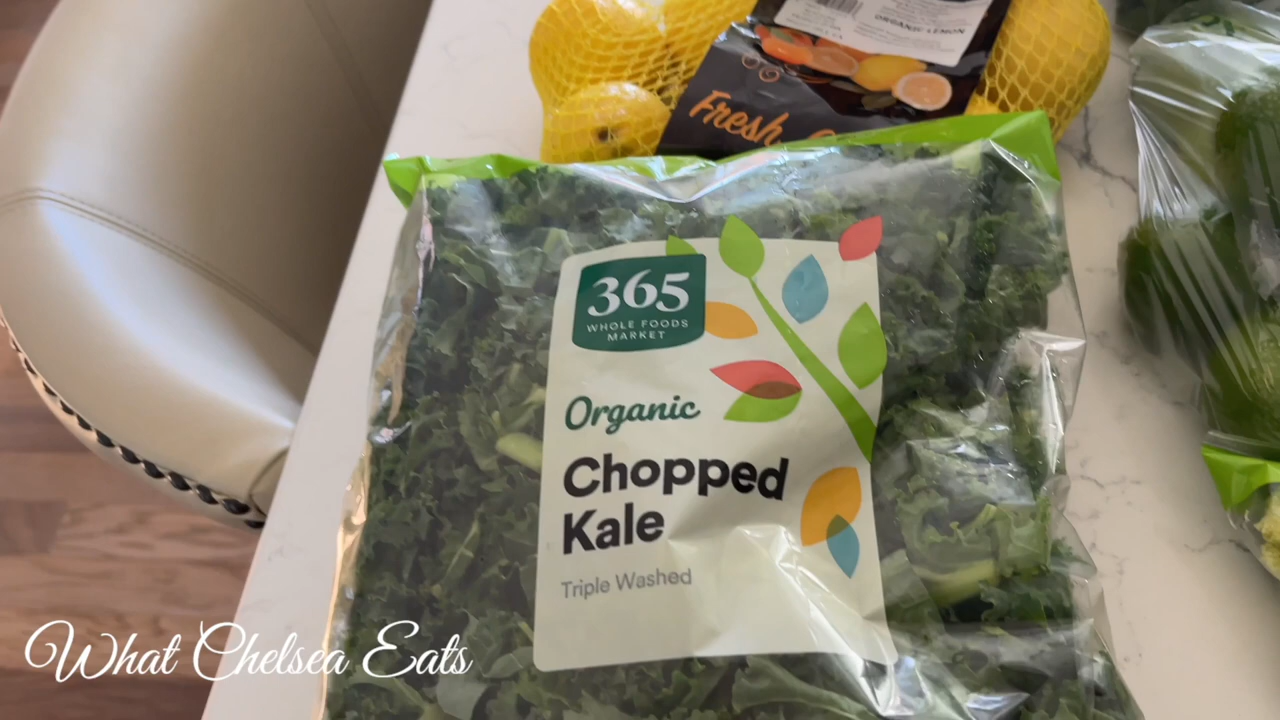 ORGANIC LEMON
Fresh
365
WHOLE FOODS
MARKET
Organic
Chopped
Kale
Triple Washed
What Chelsea Eats